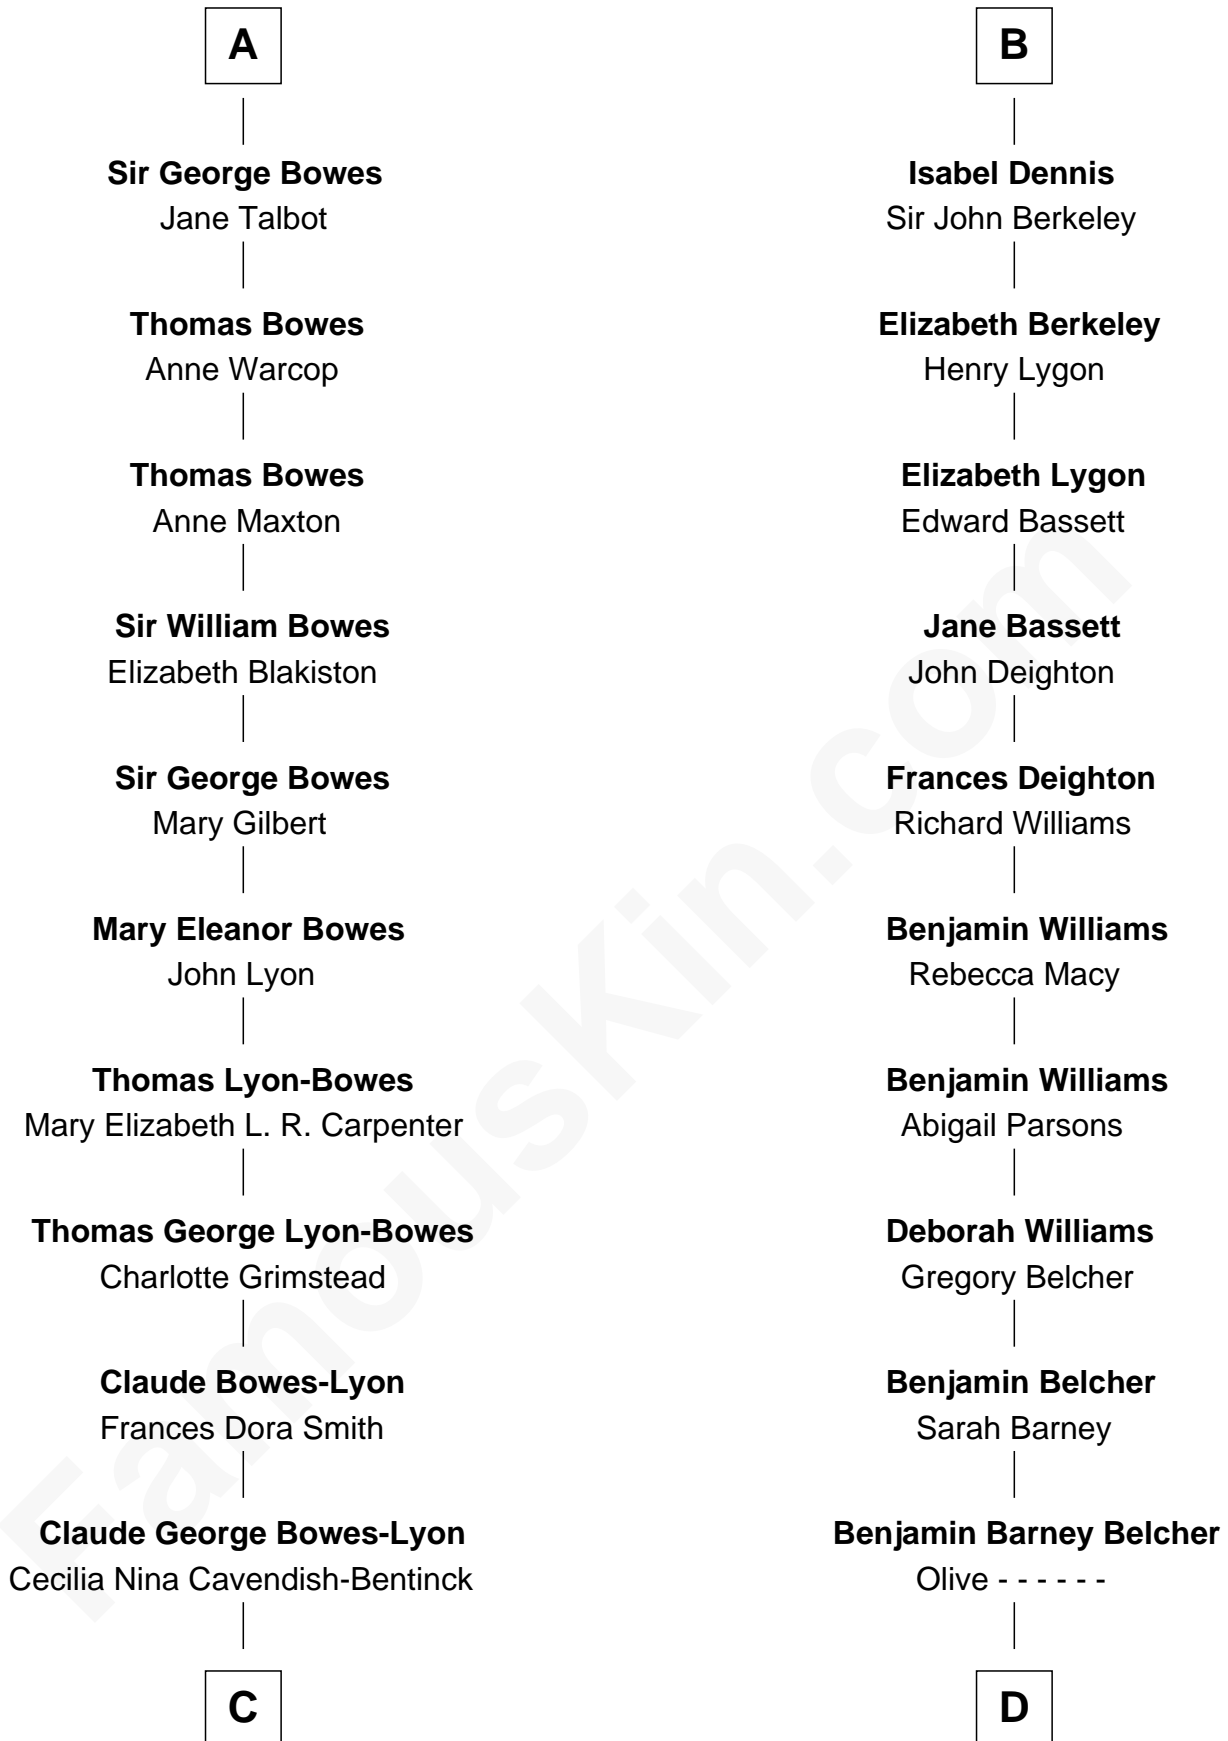 A
Sir George Bowes
Jane Talbot
Thomas Bowes
Anne Warcop
Thomas Bowes
Anne Maxton
Sir William Bowes
Elizabeth Blakiston
Sir George Bowes
Mary Gilbert
Mary Eleanor Bowes
John Lyon
Thomas Lyon-Bowes
Mary Elizabeth L. R. Carpenter
Thomas George Lyon-Bowes
Charlotte Grimstead
Claude Bowes-Lyon
Frances Dora Smith
Claude George Bowes-Lyon
Cecilia Nina Cavendish-Bentinck
C
B
Isabel Dennis
Sir John Berkeley
Elizabeth Berkeley
Henry Lygon
Elizabeth Lygon
Edward Bassett
Jane Bassett
John Deighton
Frances Deighton
Richard Williams
Benjamin Williams
Rebecca Macy
Benjamin Williams
Abigail Parsons
Deborah Williams
Gregory Belcher
Benjamin Belcher
Sarah Barney
Benjamin Barney Belcher
Olive - - - - - -
D
FamousKin.com